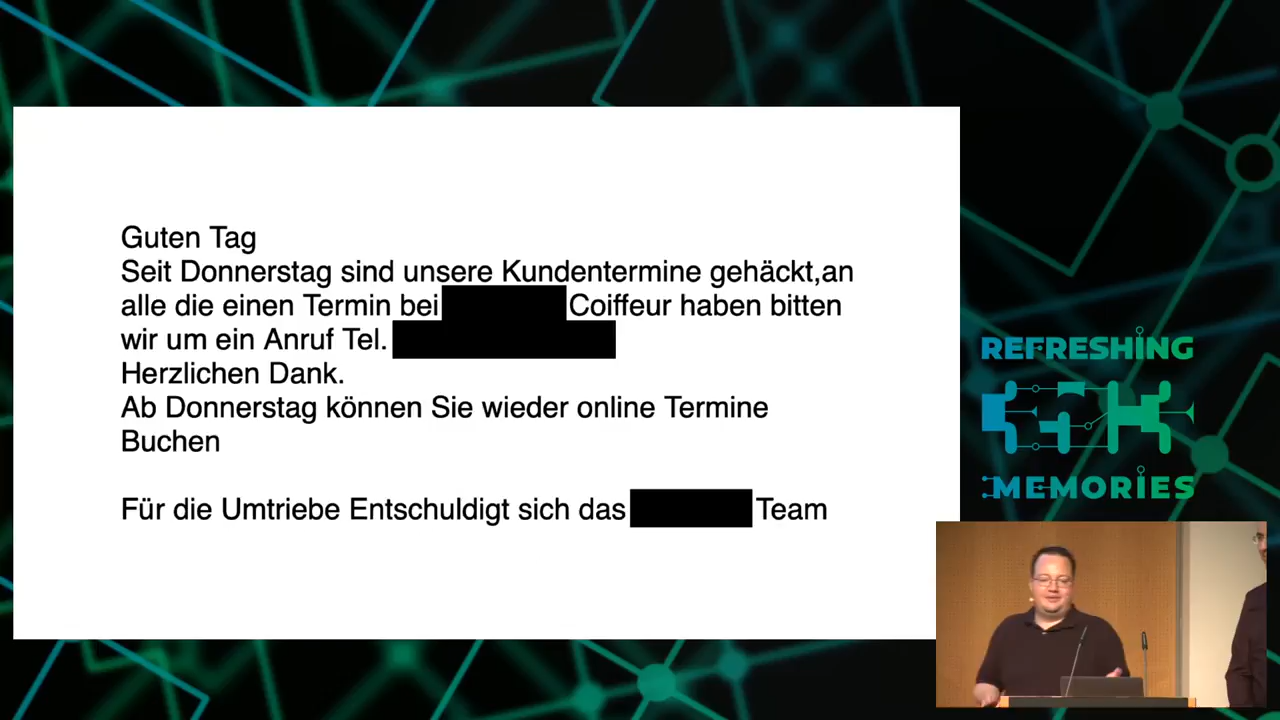 Guten Tag
Seit Donnerstag sind unsere Kundentermine gehäckt,an
alle die einen Termin bei Coiffeur haben bitten
wir um ein Anruf Tel.
Herzlichen Dank.
Ab Donnerstag können Sie wieder online Termine
Buchen
Für die Umtriebe Entschuldigt sich das Team
REFRESHING
MEMORIES